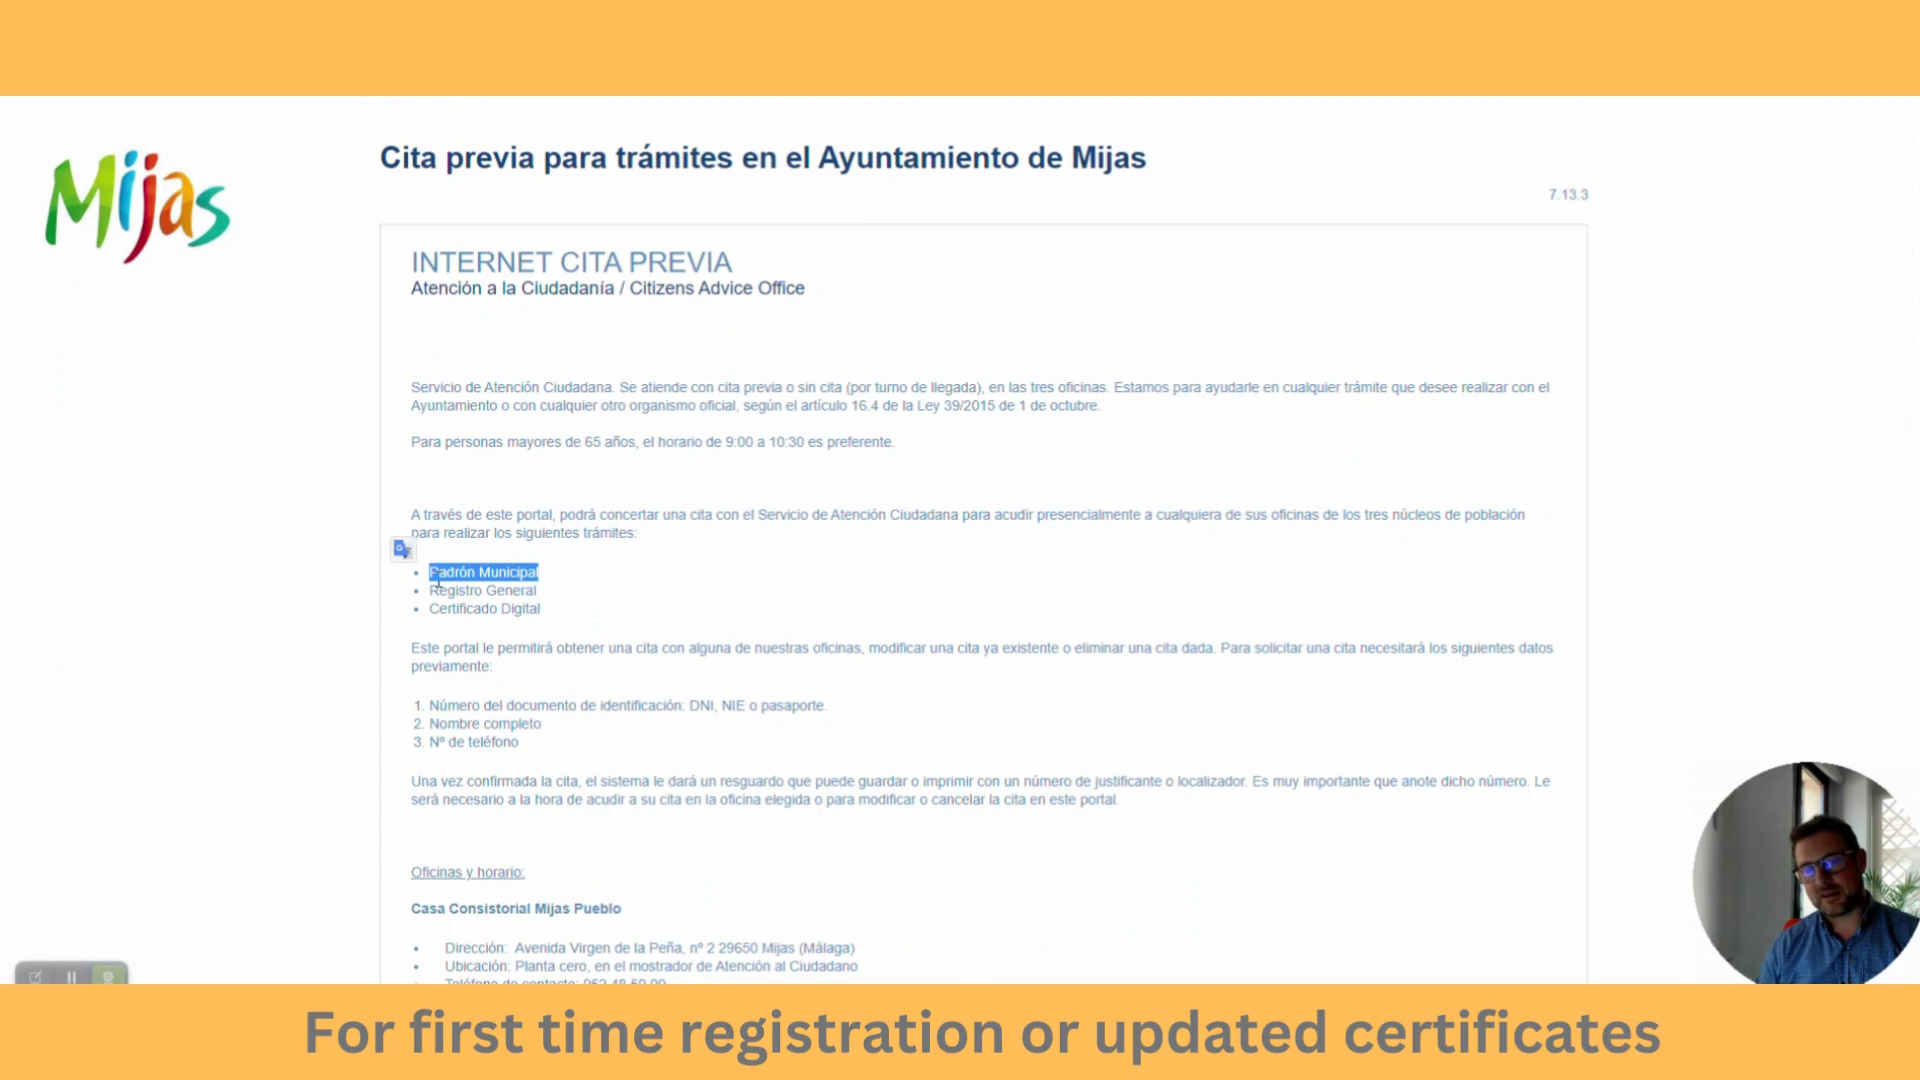 Mijas
Cita previa para trámites en el Ayuntamiento de Mijas
7.13.3
INTERNET CITA PREVIA
Atención a la Ciudadanía / Citizens Advice Office
Servicio de Atención Ciudadana. Se atiende con cita previa o sin cita (por turno de llegada), en las tres oficinas. Estamos para ayudarle en cualquier trámite que desee realizar con el
Ayuntamiento o con cualquier otro organismo oficial, según el artículo 16.4 de la Ley 39/2015 de 1 de octubre.
Para personas mayores de 65 años, el horario de 9:00 a 10:30 es preferente.
A través de este portal, podrá concertar una cita con el Servicio de Atención Ciudadana para acudir presencialmente a cualquiera de sus oficinas de los tres núcleos de población
para realizar los siguientes trámites:
• Padrón Municipal
• Registro General
• Certificado Digital
Este portal le permitirá obtener una cita con alguna de nuestras oficinas, modificar una cita ya existente o eliminar una cita dada. Para solicitar una cita necesitará los siguientes datos
previamente:
1. Número del documento de identificación: DNI, NIE o pasaporte.
2. Nombre completo
3. Nº de teléfono
Una vez confirmada la cita, el sistema le dará un resguardo que puede guardar o imprimir con un número de justificante o localizador. Es muy importante que anote dicho número. Le
será necesario a la hora de acudir a su cita en la oficina elegida o para modificar o cancelar la cita en este portal.
Oficinas y horario:
Casa Consistorial Mijas Pueblo
• Dirección: Avenida Virgen de la Peña, nº 2 29650 Mijas (Málaga)
• Ubicación: Planta cero, en el mostrador de Atención al Ciudadano
• Teléfono de contacto: 952 48 59 00
For first time registration or updated certificates